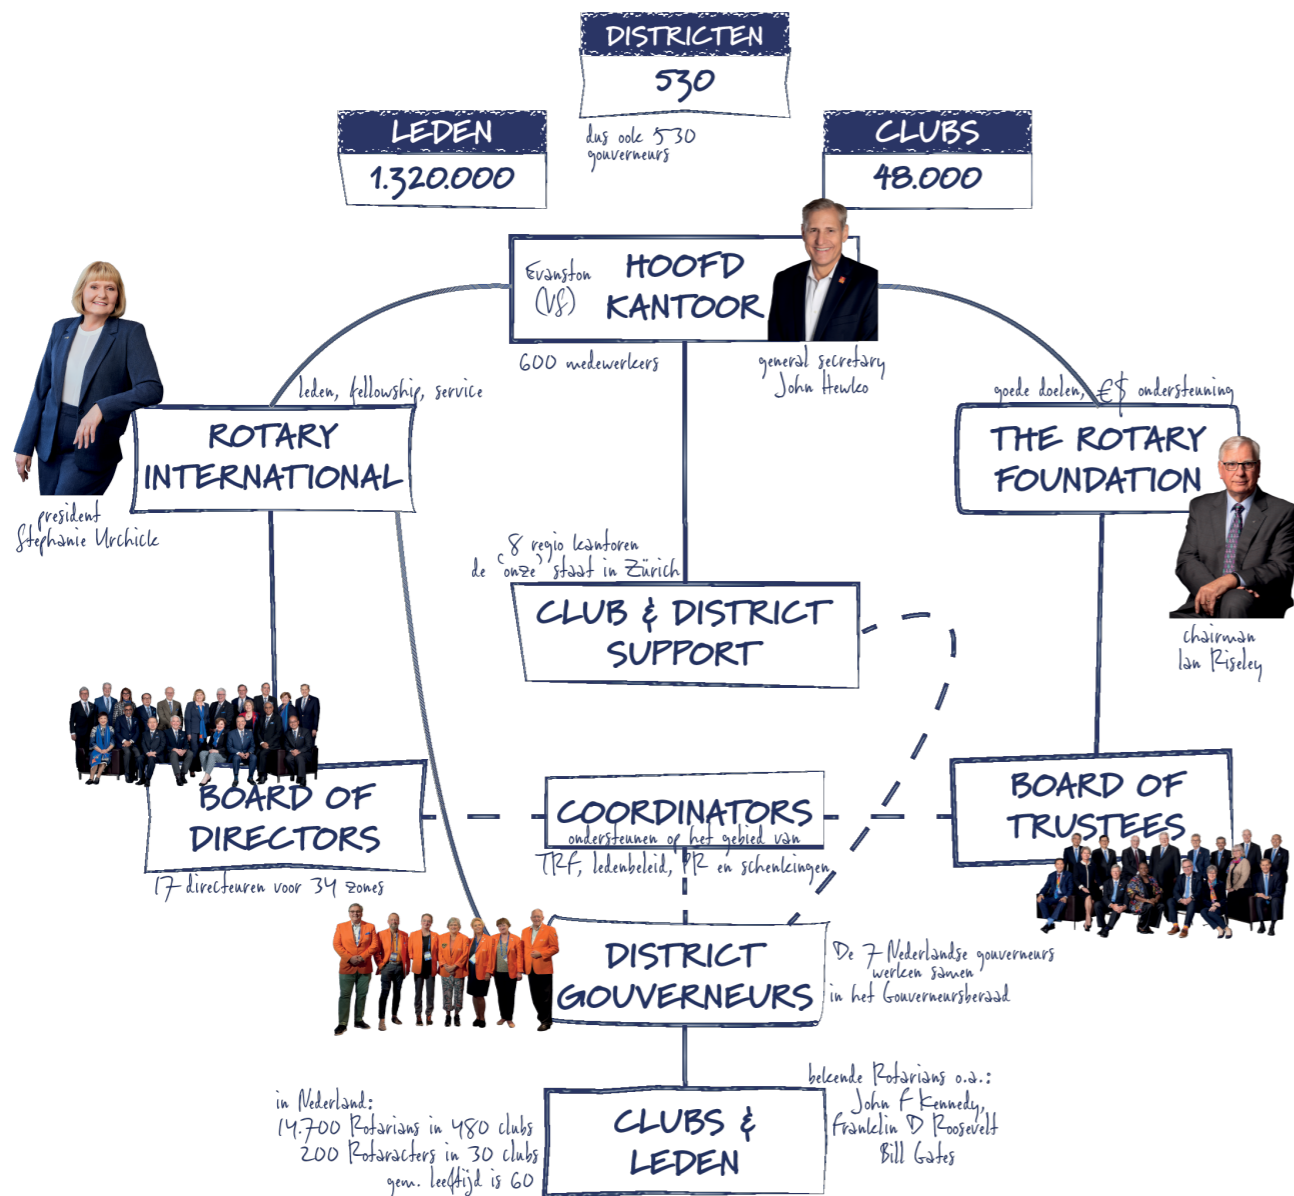 DISTRICTEN
530
dus ook 530
gouverneurs
LEDEN
1.320.000
CLUBS
48.000
Evanston
(VS)
HOOFD
KANTOOR
600 medewerkers
general secretary
John Hewko
leden, fellowship, service
ROTARY
INTERNATIONAL
president
Stephanie Urchick
goede doelen, €$ ondersteuning
THE ROTARY
FOUNDATION
chairman
Ian Riseley
8 regio kantoren
de 'onze' staat in Zürich
CLUB & DISTRICT
SUPPORT
BOARD OF
DIRECTORS
17 directeuren voor 34 zones
COORDINATORS
ondersteunen op het gebied van
TRF, ledenbeleid, PR en schenkingen
BOARD OF
TRUSTEES
DISTRICT
GOUVERNEURS
De 7 Nederlandse gouverneurs
werken samen
in het Gouverneursberaad
in Nederland:
14.700 Rotarians in 480 clubs
200 Rotaracters in 30 clubs
gem. leeftijd is 60
CLUBS &
LEDEN
bekende Rotarians o.a.:
John F Kennedy,
Franklin D Roosevelt
Bill Gates